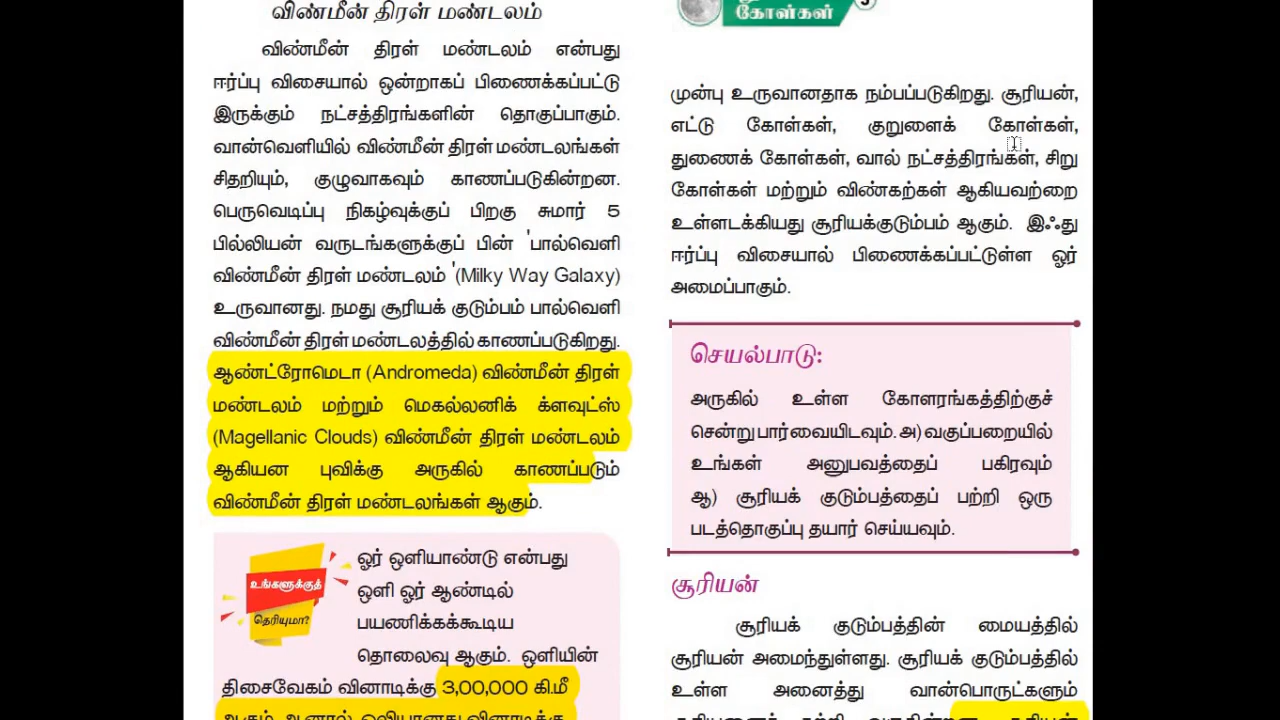 விண்மீன் திரள் மண்டலம்
விண்மீன் திரள் மண்டலம் என்பது
ஈர்ப்பு விசையால் ஒன்றாகப் பிணைக்கப்பட்டு
இருக்கும் நட்சத்திரங்களின் தொகுப்பாகும்.
வான்வெளியில் விண்மீன் திரள் மண்டலங்கள்
சிதறியும், குழுவாகவும் காணப்படுகின்றன.
பெருவெடிப்பு நிகழ்வுக்குப் பிறகு சுமார் 5
பில்லியன் வருடங்களுக்குப் பின் 'பால்வெளி
விண்மீன் திரள் மண்டலம் '(Milky Way Galaxy)
உருவானது. நமது சூரியக் குடும்பம் பால்வெளி
விண்மீன் திரள் மண்டலத்தில் காணப்படுகிறது.
ஆண்ட்ரோமெடா (Andromeda) விண்மீன் திரள்
மண்டலம் மற்றும் மெகல்லனிக் க்ளவுட்ஸ்
(Magellanic Clouds) விண்மீன் திரள் மண்டலம்
ஆகியன புவிக்கு அருகில் காணப்படும்
விண்மீன் திரள் மண்டலங்கள் ஆகும்.
உங்களுக்குத்
தெரியுமா?
ஓர் ஒளியாண்டு என்பது
ஒளி ஓர் ஆண்டில்
பயணிக்கக்கூடிய
தொலைவு ஆகும். ஒளியின்
திசைவேகம் வினாடிக்கு 3,00,000 கி.மீ
ஆகும். ஆனால் ஒலியானது வினாடிக்கு
கோள்கள்
முன்பு உருவானதாக நம்பப்படுகிறது. சூரியன்,
எட்டு கோள்கள், குறுளைக் கோள்கள்,
துணைக் கோள்கள், வால் நட்சத்திரங்கள், சிறு
கோள்கள் மற்றும் விண்கற்கள் ஆகியவற்றை
உள்ளடக்கியது சூரியக்குடும்பம் ஆகும். இஃது
ஈர்ப்பு விசையால் பிணைக்கப்பட்டுள்ள ஓர்
அமைப்பாகும்.
செயல்பாடு:
அருகில் உள்ள கோளரங்கத்திற்குச்
சென்று பார்வையிடவும். அ) வகுப்பறையில்
உங்கள் அனுபவத்தைப் பகிரவும்
ஆ) சூரியக் குடும்பத்தைப் பற்றி ஒரு
படத்தொகுப்பு தயார் செய்யவும்.
சூரியன்
சூரியக் குடும்பத்தின் மையத்தில்
சூரியன் அமைந்துள்ளது. சூரியக் குடும்பத்தில்
உள்ள அனைத்து வான்பொருட்களும்
சூரியனைச் சுற்றி வருகின்றன. சூரியன்